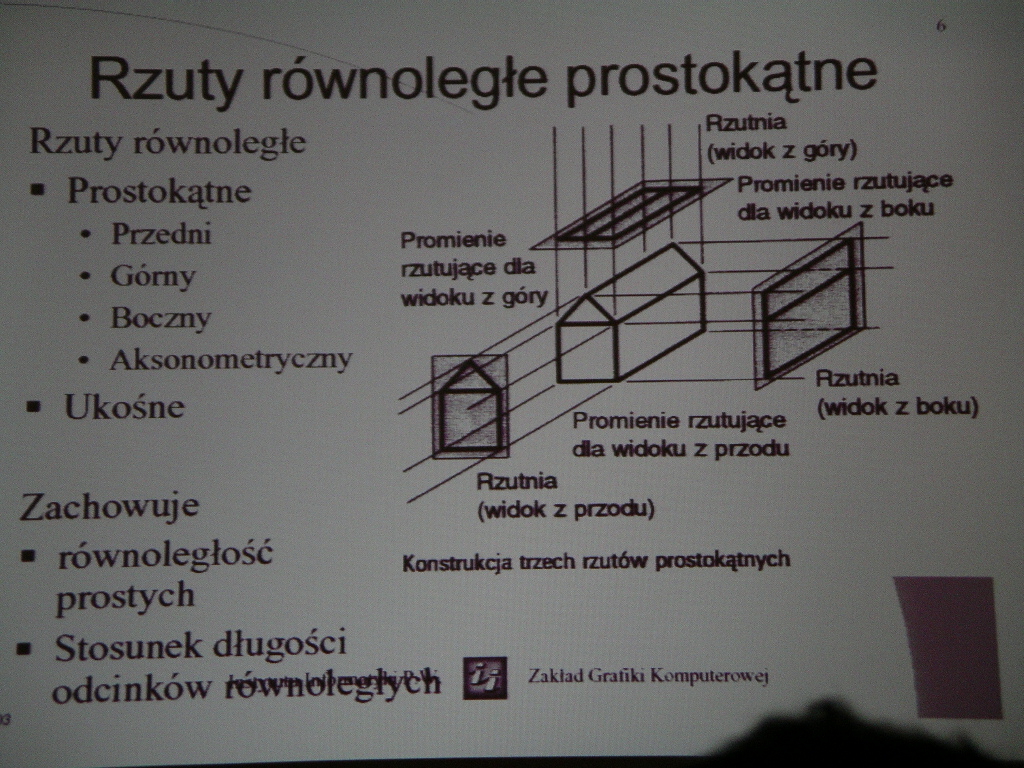 6
Rzuty równoległe prostokątne
Rzuty równoległe
Prostokątne
Przedni
Górny
Boczny
Aksonometryczny
Ukośne
Zachowuje
równoległość
prostych
Stosunek długości
odcinków równoległych
Rzutnia
(widok z góry)
Promienie rzutujące
dla widoku z boku
Promienie
rzutujące dla
widoku z góry
Rzutnia
(widok z boku)
Promienie rzutujące
dla widoku z przodu
Rzutnia
(widok z przodu)
Konstrukcja trzech rzutów prostokątnych
Zakład Grafiki Komputerowej